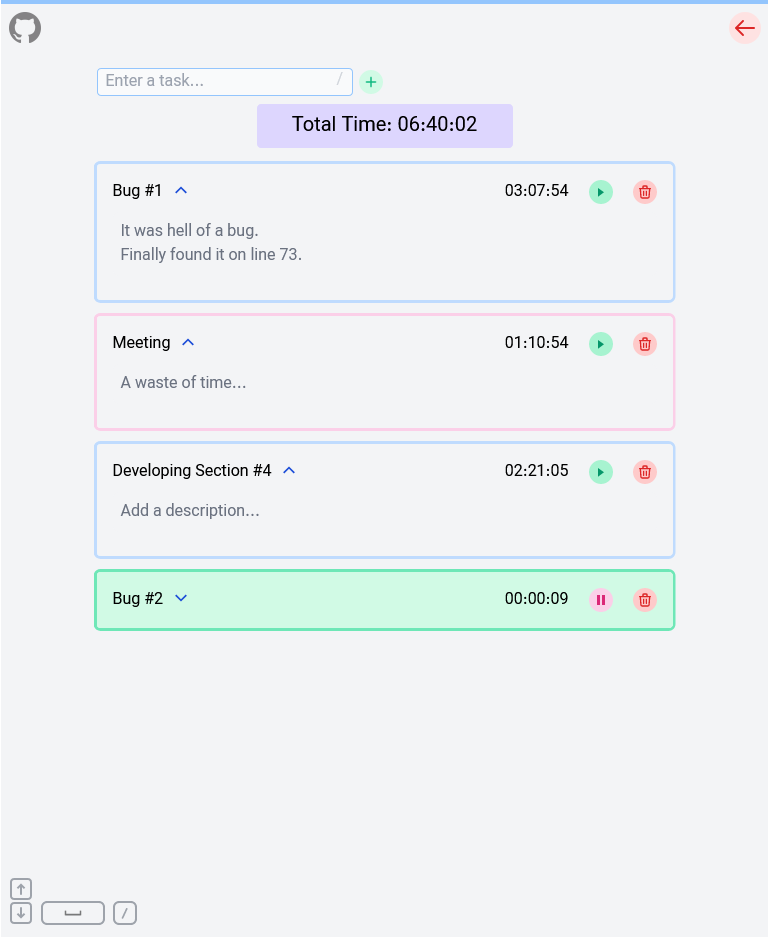 Enter a task... /
Total Time: 06:40:02
Bug #1 03:07:54
It was hell of a bug.
Finally found it on line 73.
Meeting 01:10:54
A waste of time...
Developing Section #4 02:21:05
Add a description...
Bug #2 00:00:09
/